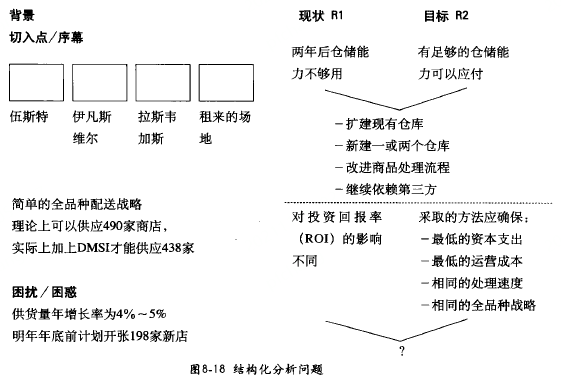 背景
切入点/序幕
伍斯特
伊凡斯
维尔
拉斯韦
加斯
租来的场
地
简单的全品种配送战略
理论上可以供应490家商店，
实际上加上DMSI才能供应438家
困扰/困惑
供货量年增长率为4%～5%
明年年底前计划开张198家新店
现状 R1
目标 R2
两年后仓储能
力不够用
有足够的仓储能
力可以应付
－扩建现有仓库
－新建一或两个仓库
－改进商品处理流程
－继续依赖第三方
对投资回报率
（ROI）的影响
不同
采取的方法应确保：
－最低的资本支出
－最低的运营成本
－相同的处理速度
－相同的全品种战略
?
图8-18 结构化分析问题